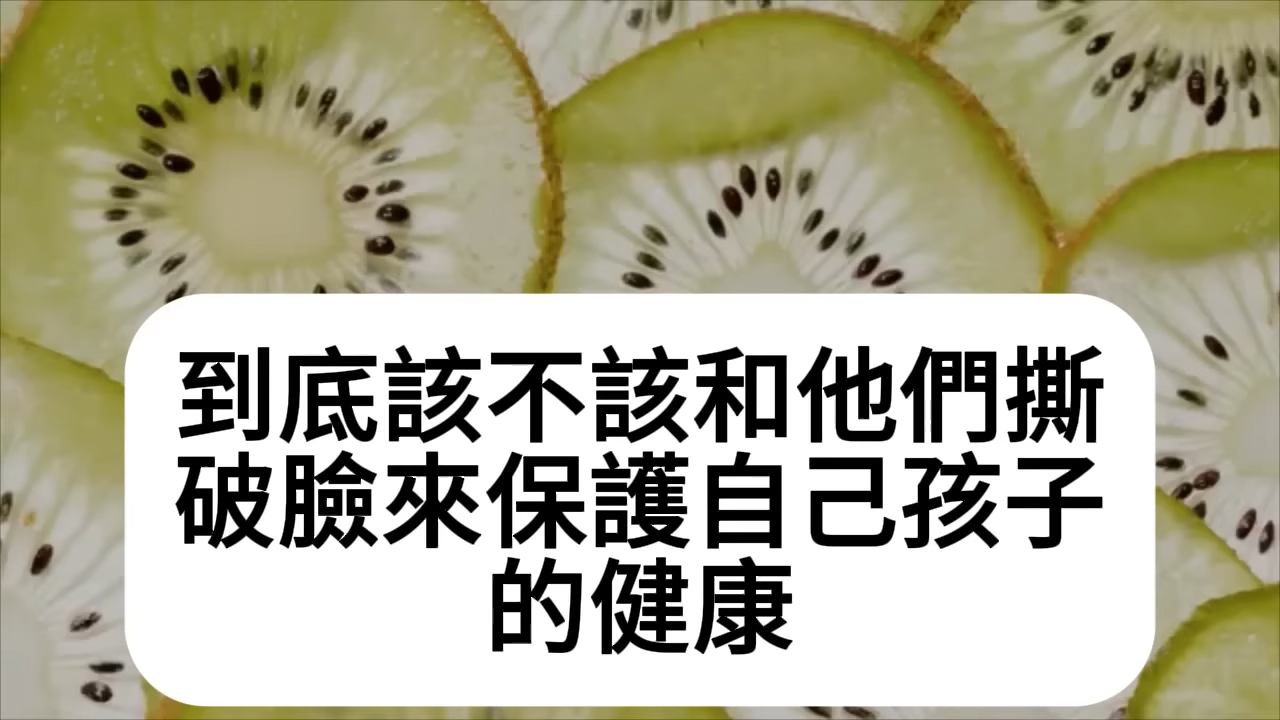 到底該不該和他們撕
破臉來保護自己孩子
的健康